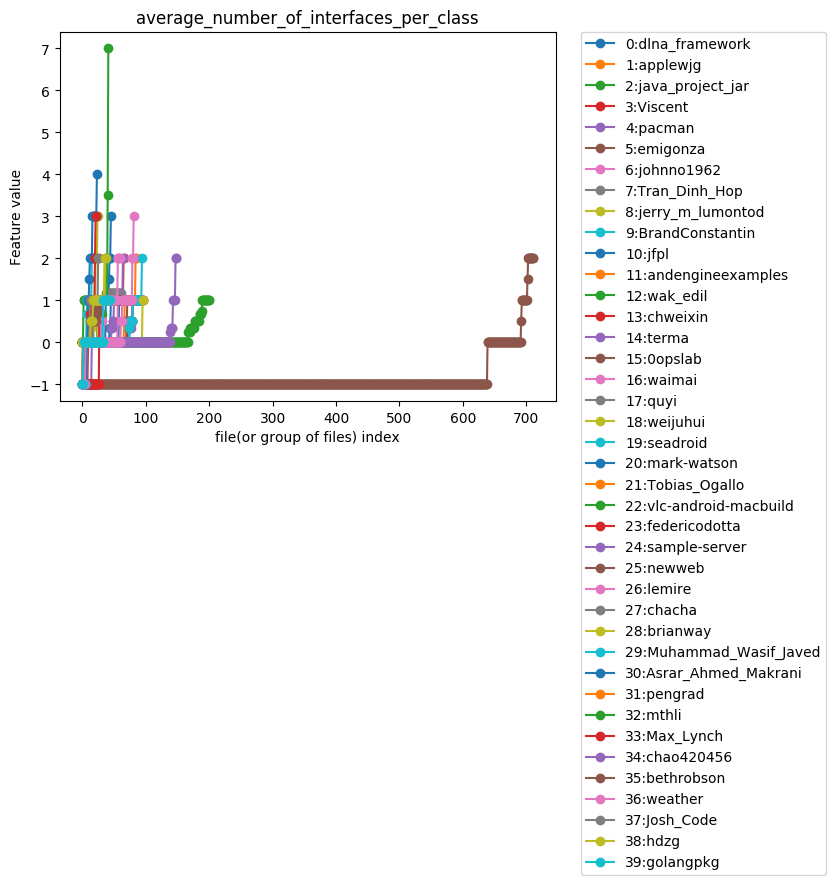 average_number_of_interfaces_per_class
Feature value
7
6
5
4
3
2
1
0
−1
0 100 200 300 400 500 600 700
file(or group of files) index
0:dlna_framework
1:applewjg
2:java_project_jar
3:Viscent
4:pacman
5:emigonza
6:johnno1962
7:Tran_Dinh_Hop
8:jerry_m_lumontod
9:BrandConstantin
10:jfpl
11:andengineexamples
12:wak_edil
13:chweixin
14:terma
15:0opslab
16:waimai
17:quyi
18:weijuhui
19:seadroid
20:mark-watson
21:Tobias_Ogallo
22:vlc-android-macbuild
23:federicodotta
24:sample-server
25:newweb
26:lemire
27:chacha
28:brianway
29:Muhammad_Wasif_Javed
30:Asrar_Ahmed_Makrani
31:pengrad
32:mthli
33:Max_Lynch
34:chao420456
35:bethrobson
36:weather
37:Josh_Code
38:hdzg
39:golangpkg